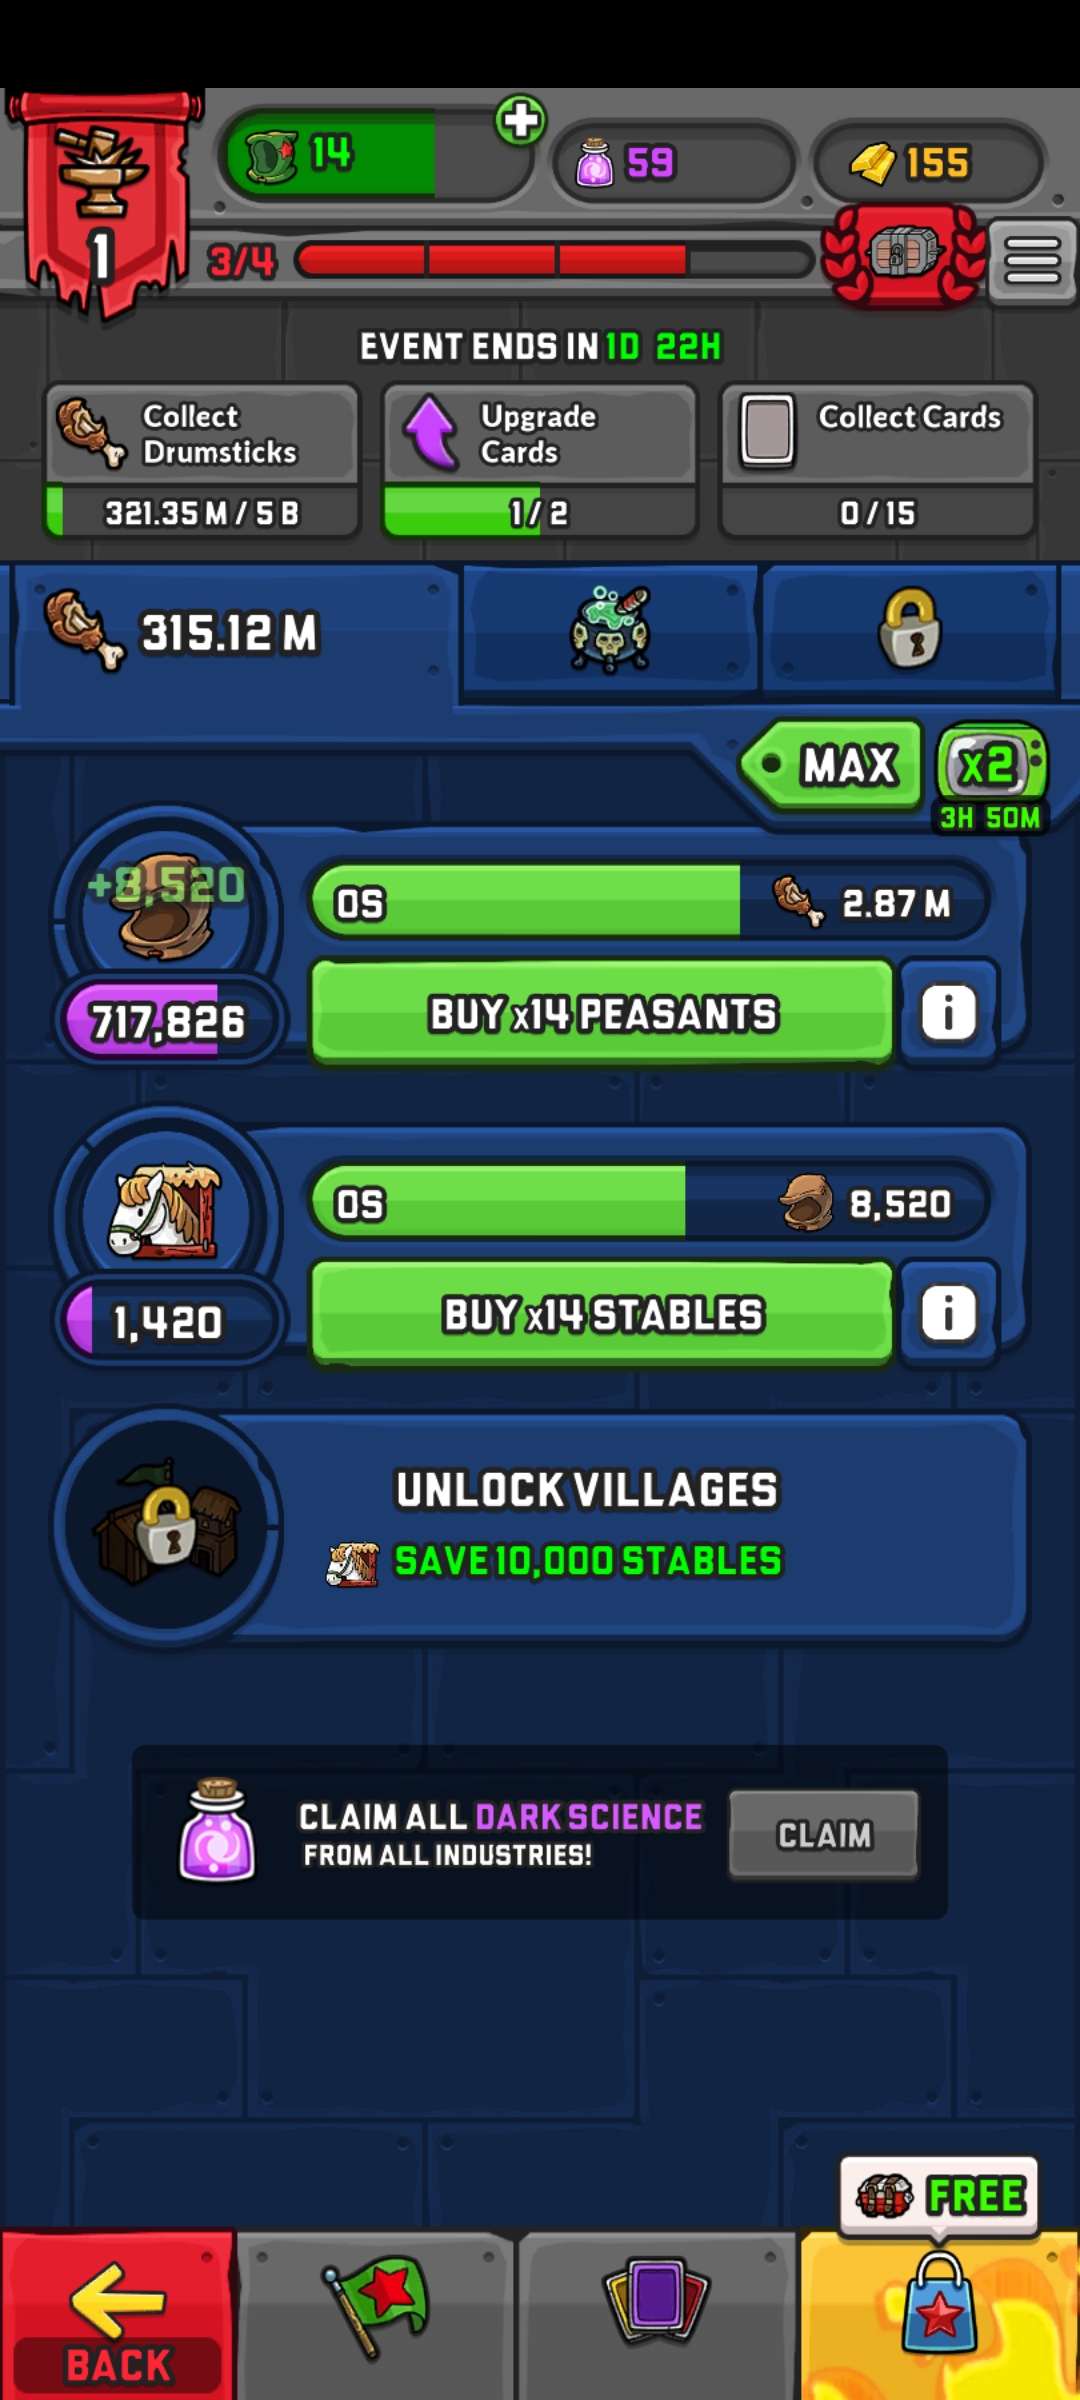 14
59
155
1
3/4
EVENT ENDS IN 1D 22H
Collect
Drumsticks
321.35 M / 5 B
Upgrade
Cards
1 / 2
Collect Cards
0 / 15
315.12 M
MAX
x2
3H 50M
+8,520
0S
2.87 M
717,826
BUY x14 PEASANTS
i
0S
8,520
1,420
BUY x14 STABLES
i
UNLOCK VILLAGES
SAVE 10,000 STABLES
CLAIM ALL DARK SCIENCE
FROM ALL INDUSTRIES!
CLAIM
FREE
BACK